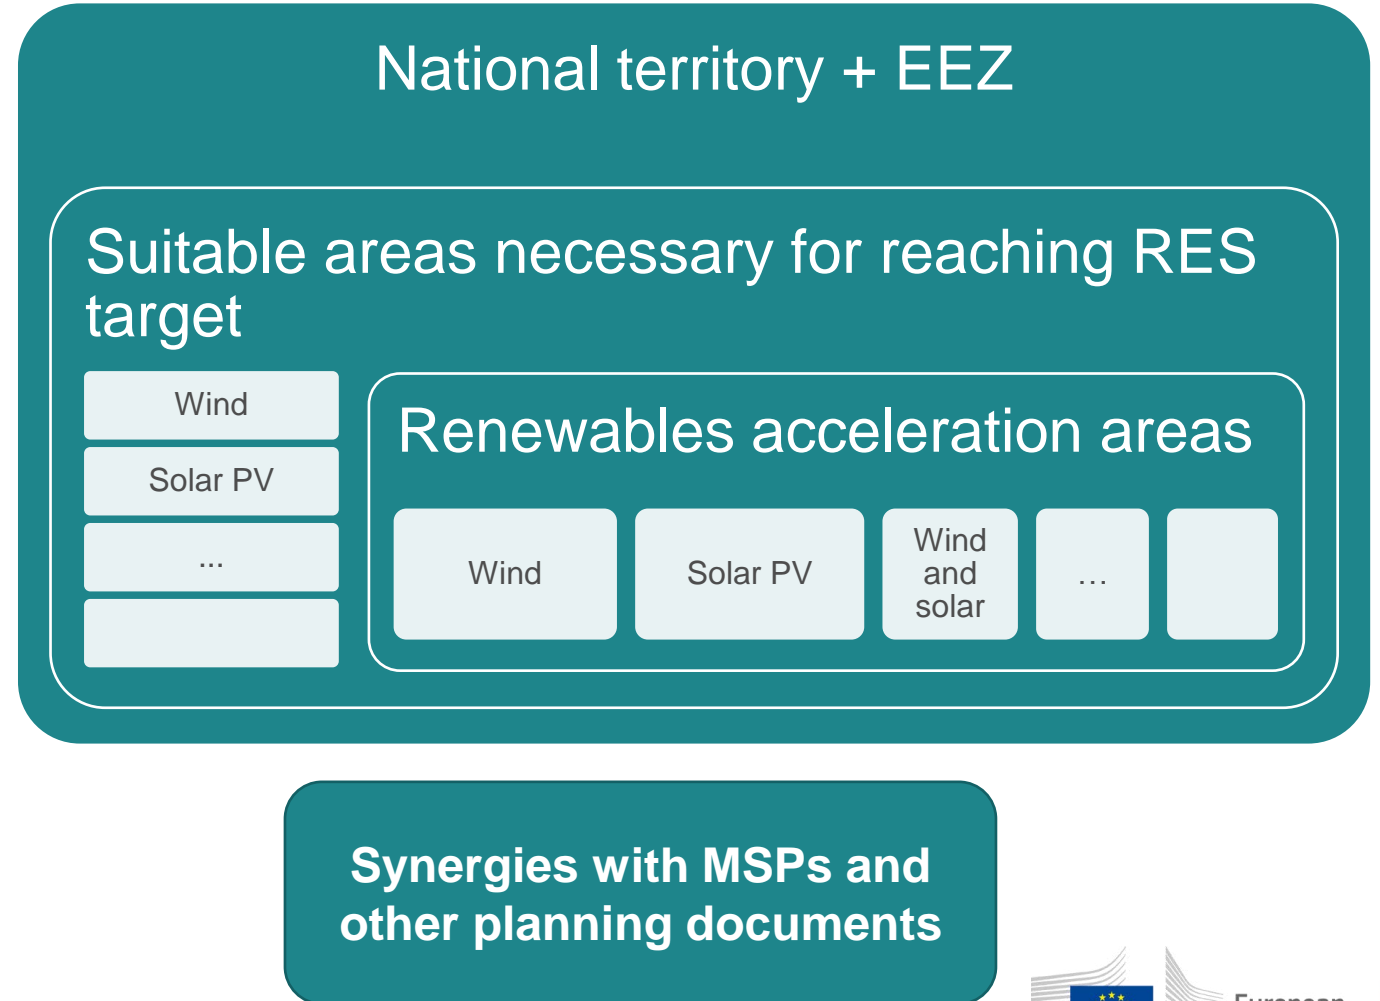 National territory + EEZ
Suitable areas necessary for reaching RES
target
Wind
Solar PV
...
Renewables acceleration areas
Wind
Solar PV
Wind
and
solar
…
Synergies with MSPs and
other planning documents
European